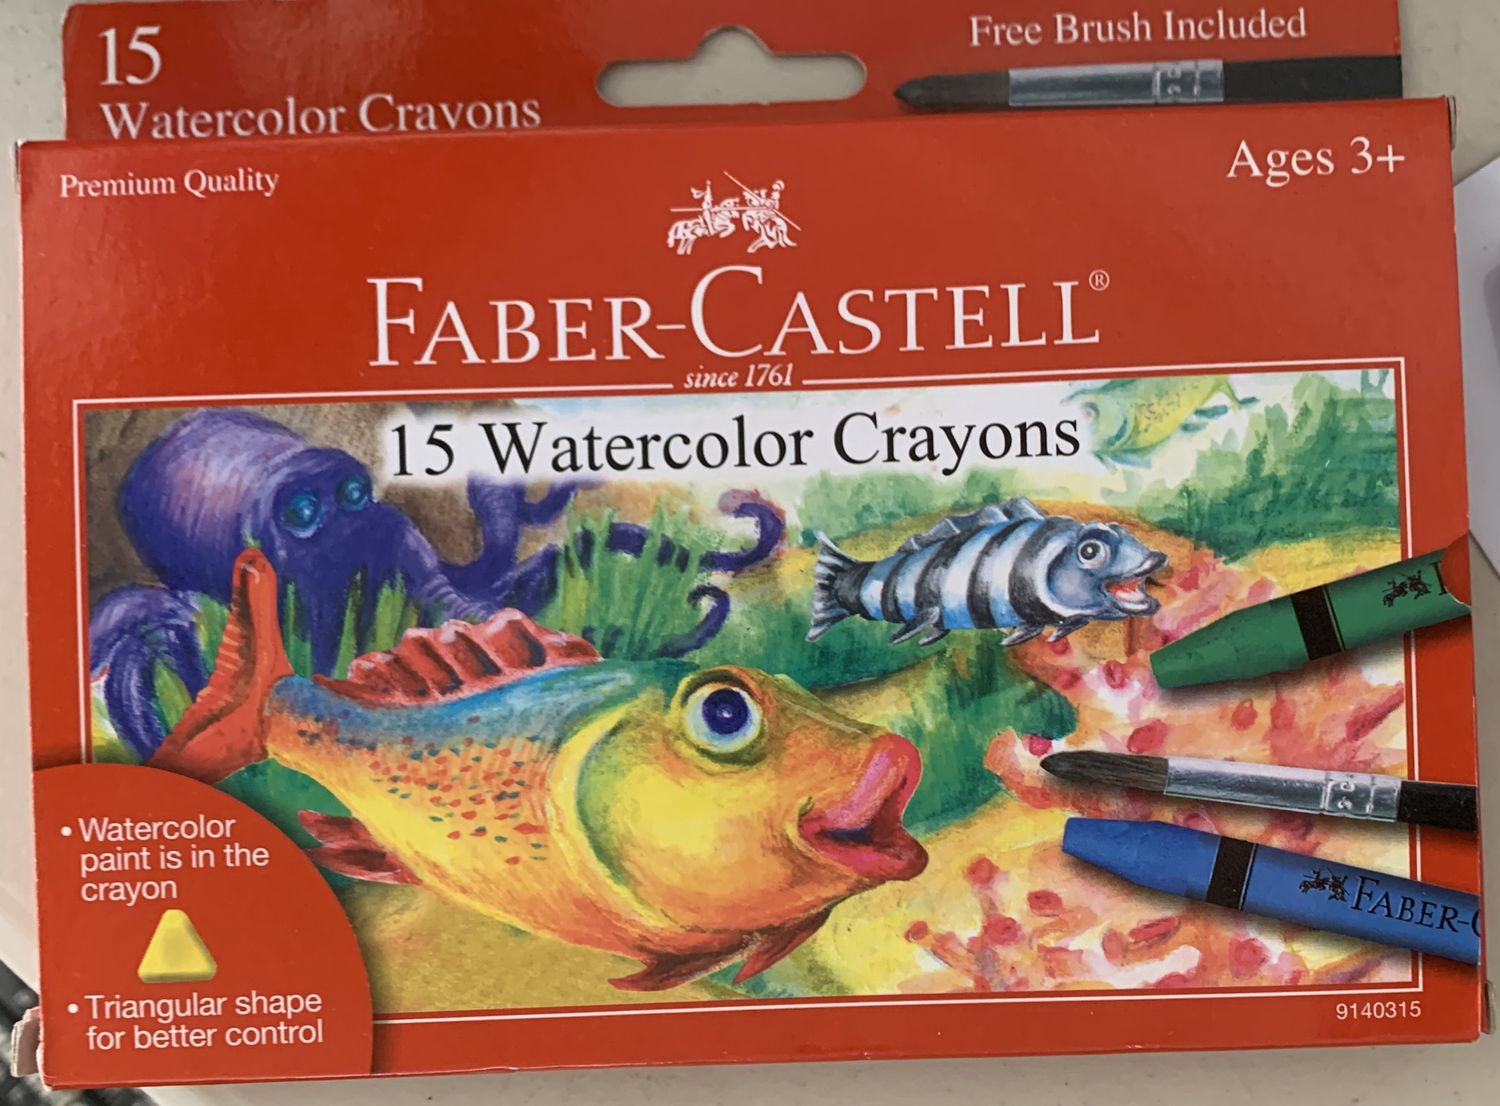 15
Watercolor Crayons
Free Brush Included
Premium Quality
Ages 3+
FABER-CASTELL®
since 1761
15 Watercolor Crayons
FABER-C
• Watercolor
paint is in the
crayon
• Triangular shape
for better control
9140315